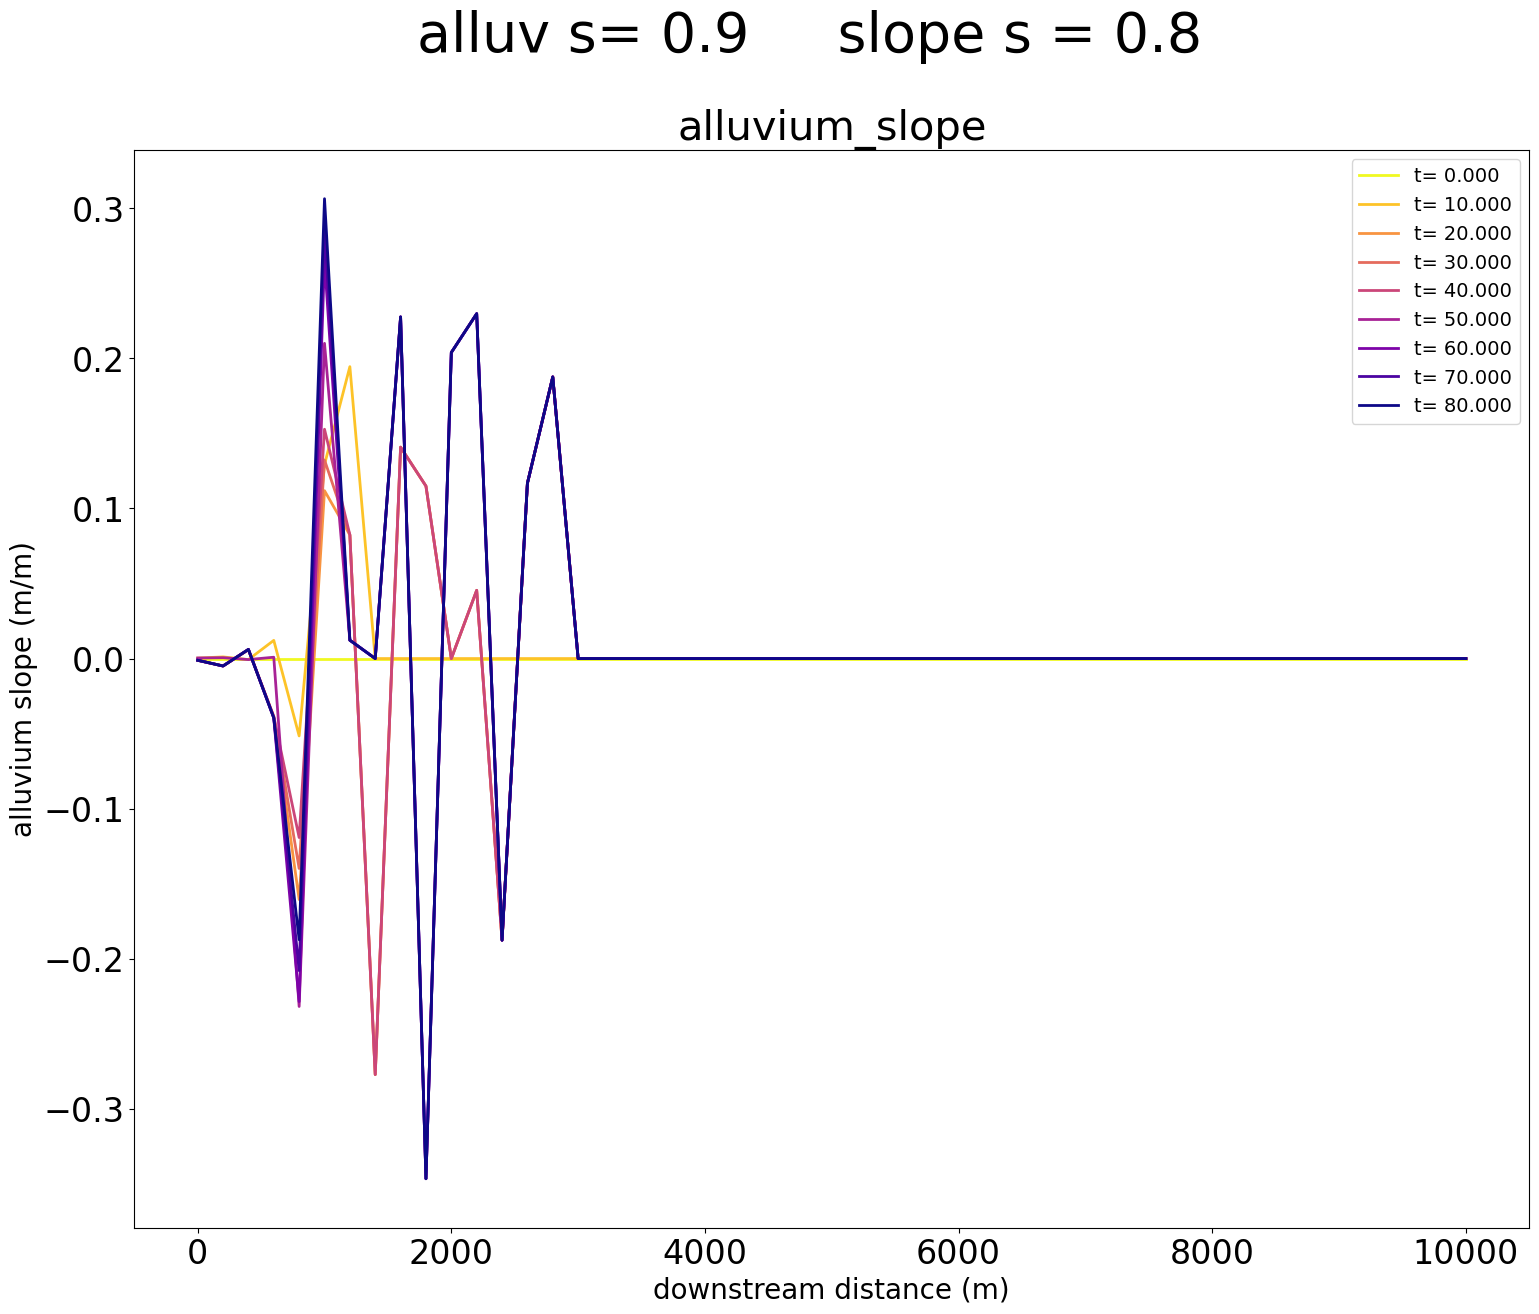 alluv s= 0.9 slope s = 0.8
alluvium_slope
t= 0.000
t= 10.000
t= 20.000
t= 30.000
t= 40.000
t= 50.000
t= 60.000
t= 70.000
t= 80.000
0.3
0.2
0.1
0.0
−0.1
−0.2
−0.3
alluvium slope (m/m)
0 2000 4000 6000 8000 10000
downstream distance (m)